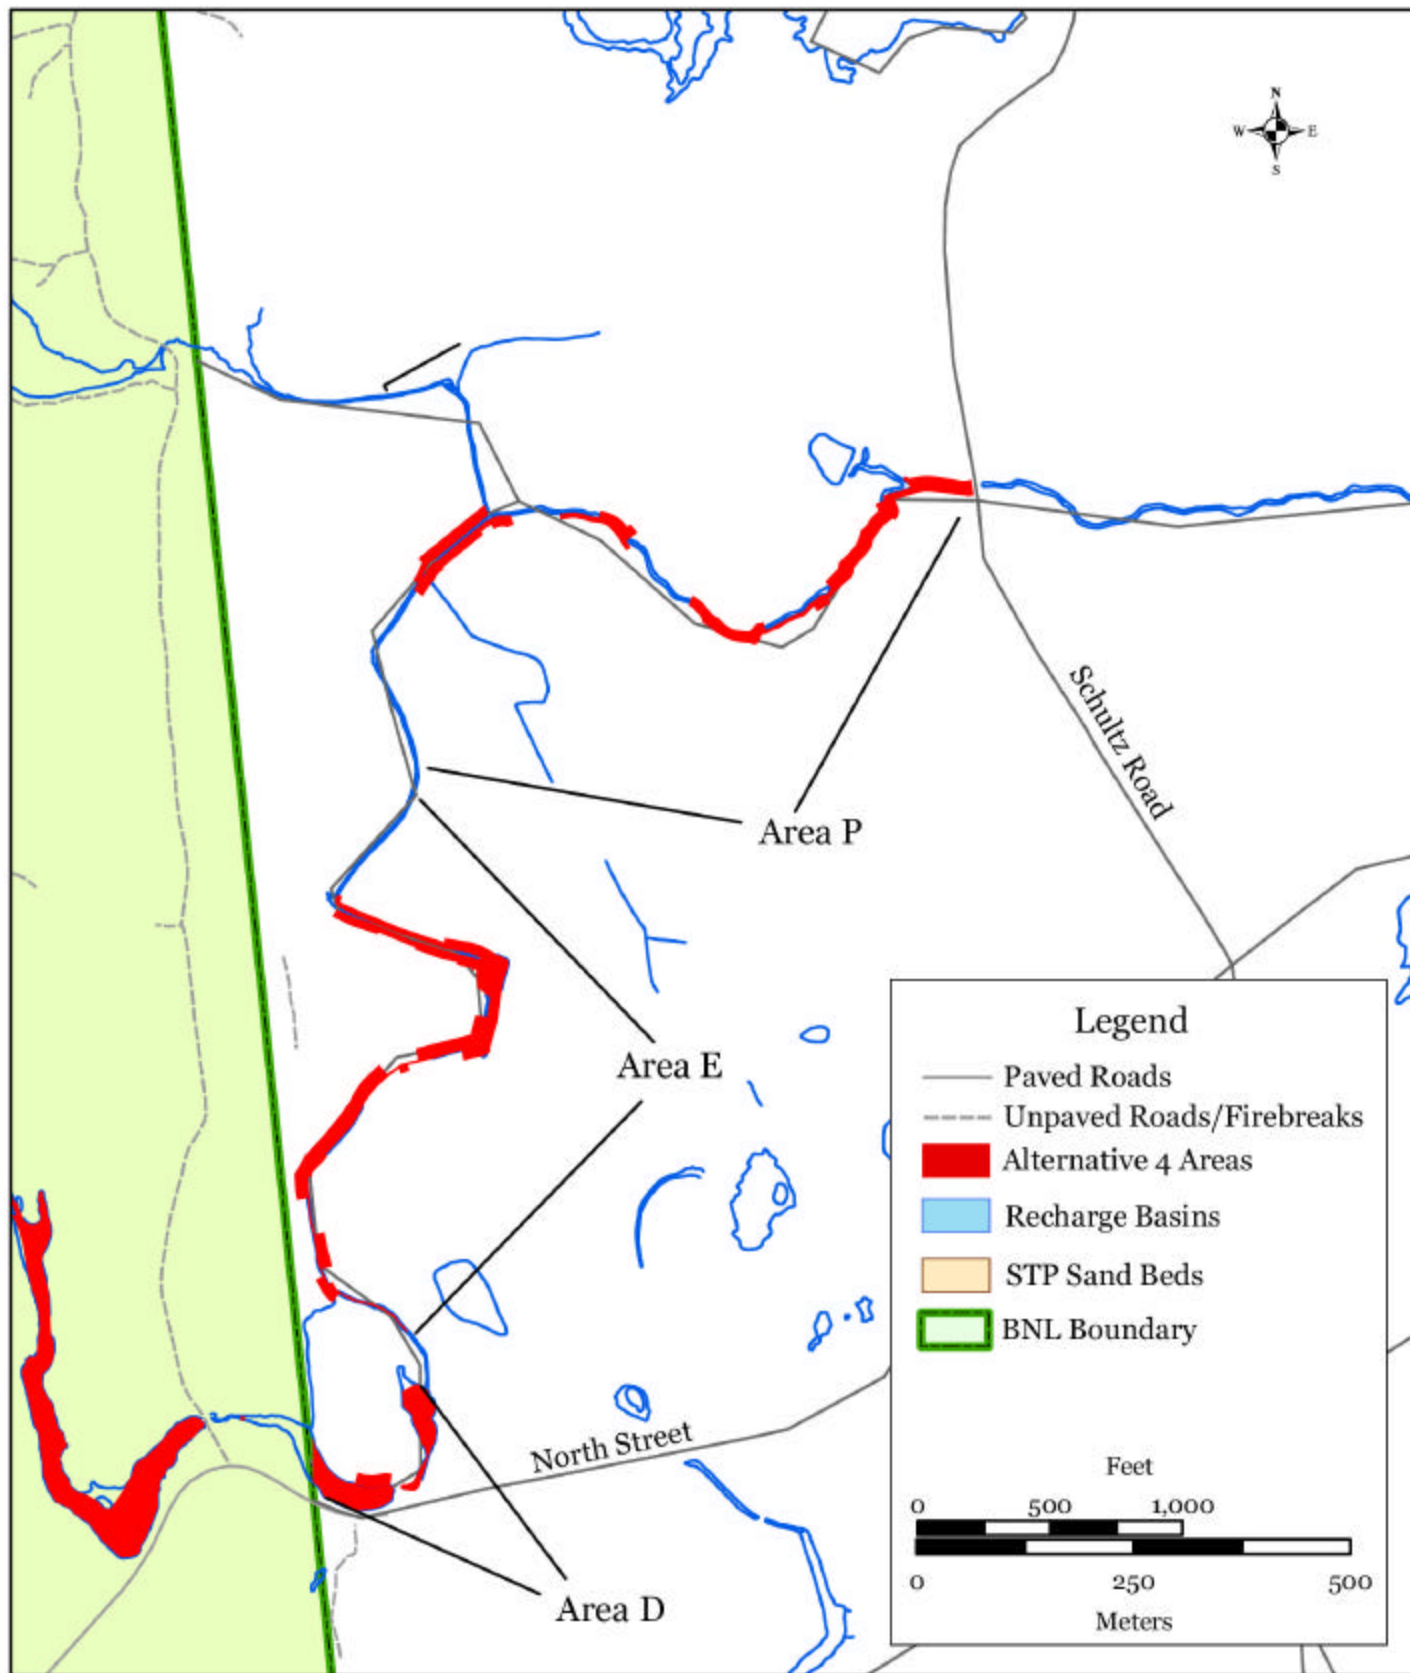 N
W E
S
Schultz Road
Area P
Area E
North Street
Area D
Legend
Paved Roads
Unpaved Roads/Firebreaks
Alternative 4 Areas
Recharge Basins
STP Sand Beds
BNL Boundary
Feet
0 500 1,000
0 250 500
Meters